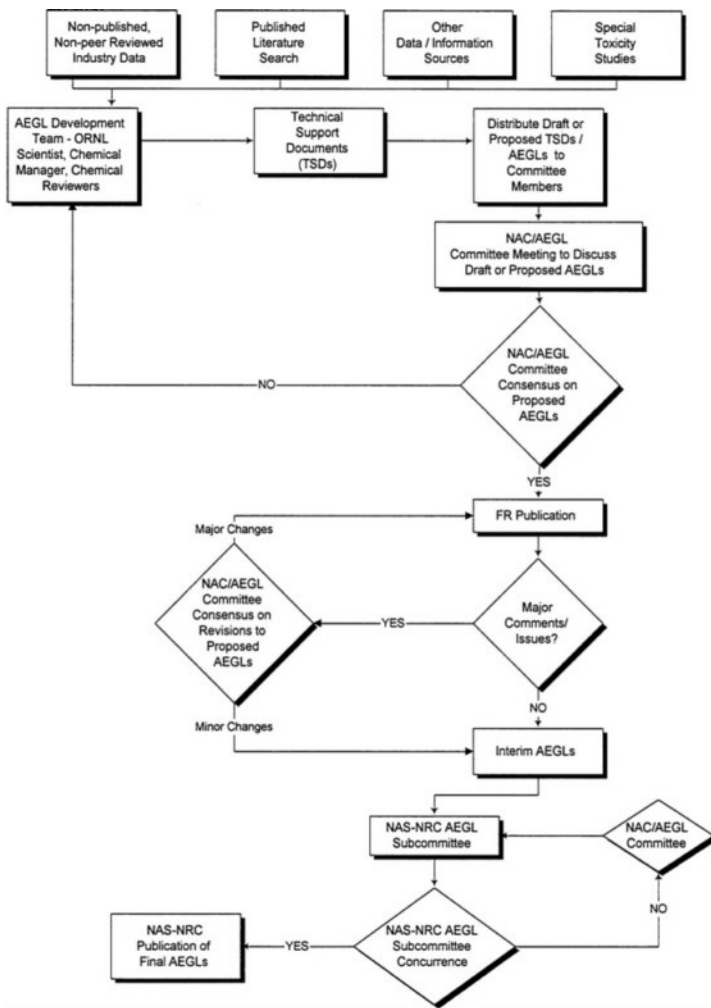 Non-published,
Non-peer Reviewed
Industry Data
Published
Literature
Search
Other
Data / Information
Sources
Special
Toxicity
Studies
AEGL Development
Team - ORNL
Scientist, Chemical
Manager, Chemical
Reviewers
Technical
Support
Documents
(TSDs)
Distribute Draft or
Proposed TSDs /
AEGLs to
Committee
Members
NAC/AEGL
Committee Meeting to Discuss
Draft or Proposed AEGLs
NAC/AEGL
Committee
Consensus on
Proposed
AEGLs
NO
YES
FR Publication
Major Changes
NAC/AEGL
Committee
Consensus on
Revisions to
Proposed
AEGLs
YES
Major
Comments/
Issues?
NO
Minor Changes
Interim AEGLs
NAS-NRC AEGL
Subcommittee
NAC/AEGL
Committee
NO
NAS-NRC AEGL
Subcommittee
Concurrence
YES
NAS-NRC
Publication of
Final AEGLs